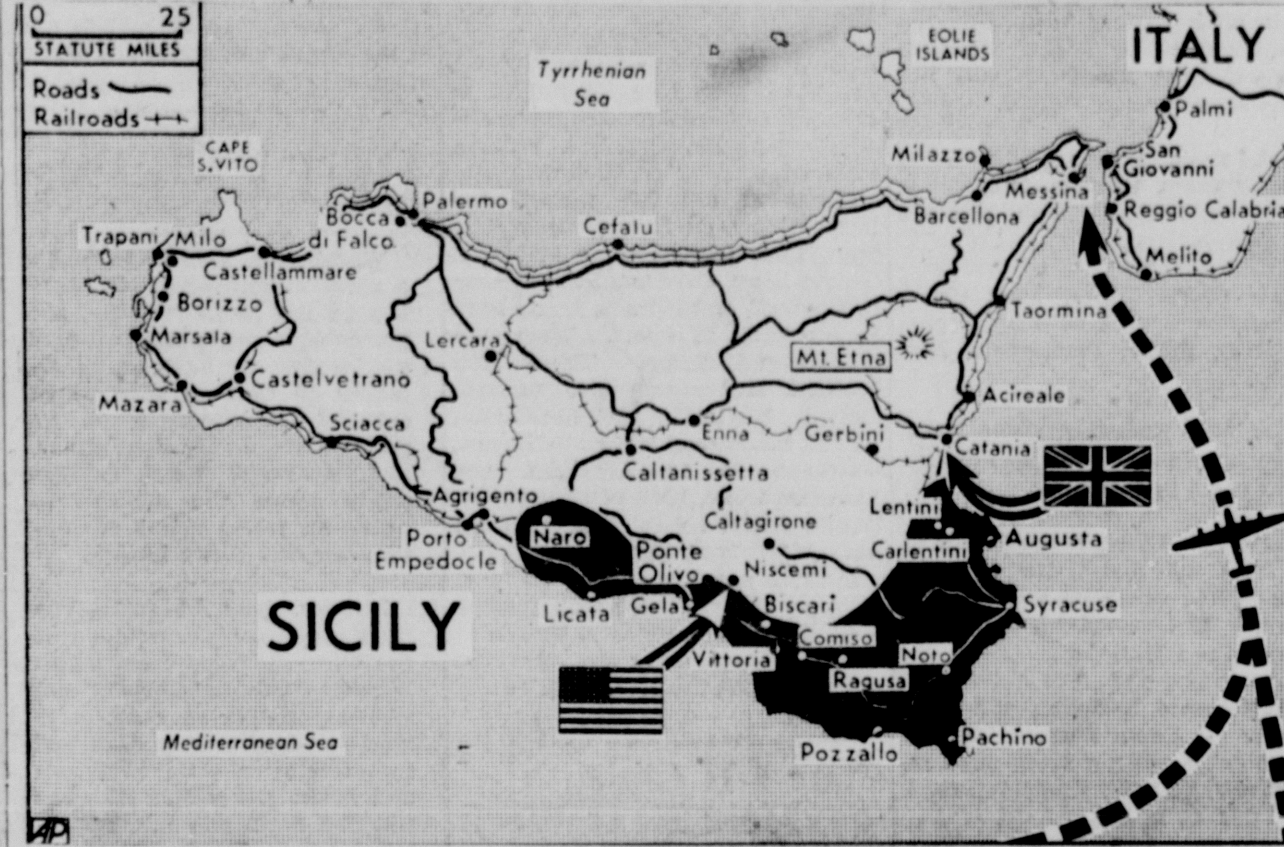 0 25
STATUTE MILES
Roads
Railroads
ITALY
EOLIE
ISLANDS
Tyrrhenian
Sea
CAPE
S.VITO
Palmi
Milazzo
San
Giovanni
Messina
Barcellona
Reggio Calabria
Melito
Palermo
Bocca
di Falco
Cefalu
Trapani
Milo
Castellammare
Borizzo
Marsala
Taormina
Lercara
Mt. Etna
Castelvetrano
Mazara
Acireale
Sciacca
Enna
Gerbini
Catania
Caltanissetta
Agrigento
Lentini
Caltagirone
Porto
Empedocle
Naro
Carlentini
Augusta
Ponte
Olivo
Niscemi
Licata
Gela
Biscari
Syracuse
SICILY
Comiso
Vittoria
Noto
Ragusa
Mediterranean Sea
Pozzallo
Pachino
AP